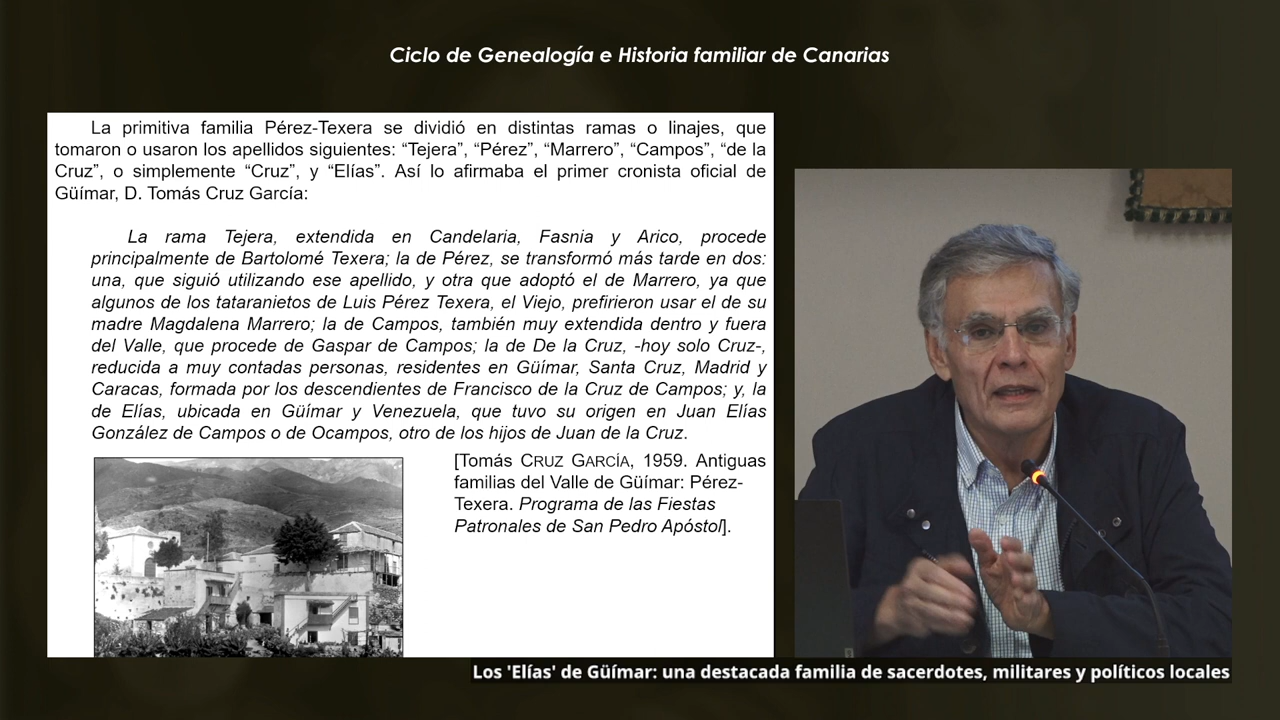 Ciclo de Genealogía e Historia familiar de Canarias
La primitiva familia Pérez-Texera se dividió en distintas ramas o linajes, que
tomaron o usaron los apellidos siguientes: “Tejera”, “Pérez”, “Marrero”, “Campos”, “de la
Cruz”, o simplemente “Cruz”, y “Elías”. Así lo afirmaba el primer cronista oficial de
Güímar, D. Tomás Cruz García:
La rama Tejera, extendida en Candelaria, Fasnia y Arico, procede
principalmente de Bartolomé Texera; la de Pérez, se transformó más tarde en dos:
una, que siguió utilizando ese apellido, y otra que adoptó el de Marrero, ya que
algunos de los tataranietos de Luis Pérez Texera, el Viejo, prefirieron usar el de su
madre Magdalena Marrero; la de Campos, también muy extendida dentro y fuera
del Valle, que procede de Gaspar de Campos; la de De la Cruz, -hoy solo Cruz-,
reducida a muy contadas personas, residentes en Güímar, Santa Cruz, Madrid y
Caracas, formada por los descendientes de Francisco de la Cruz de Campos; y, la
de Elías, ubicada en Güímar y Venezuela, que tuvo su origen en Juan Elías
González de Campos o de Ocampos, otro de los hijos de Juan de la Cruz.
[Tomás CRUZ GARCÍA, 1959. Antiguas
familias del Valle de Güímar: Pérez-
Texera. Programa de las Fiestas
Patronales de San Pedro Apóstol].
Los 'Elías' de Güímar: una destacada familia de sacerdotes, militares y políticos locales